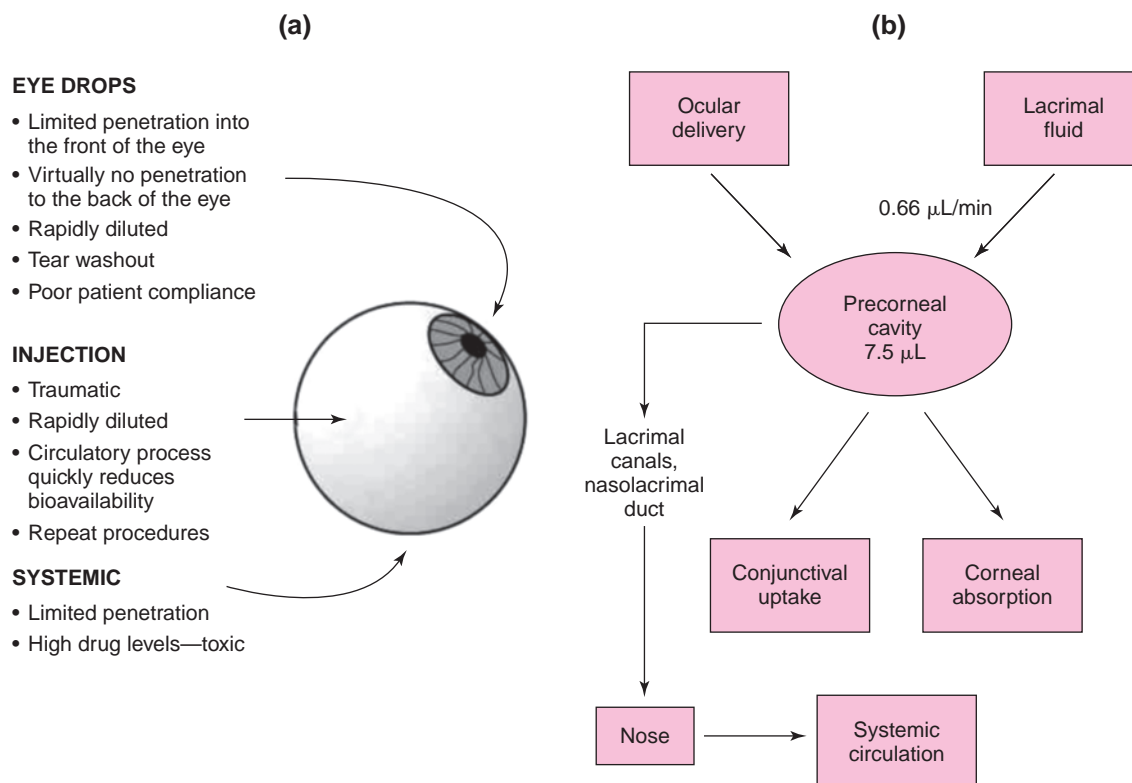 (a)
EYE DROPS
• Limited penetration into
the front of the eye
• Virtually no penetration
to the back of the eye
• Rapidly diluted
• Tear washout
• Poor patient compliance
INJECTION
• Traumatic
• Rapidly diluted
• Circulatory process
quickly reduces
bioavailability
• Repeat procedures
SYSTEMIC
• Limited penetration
• High drug levels—toxic
(b)
Ocular
delivery
Lacrimal
fluid
0.66 μL/min
Precorneal
cavity
7.5 μL
Lacrimal
canals,
nasolacrimal
duct
Conjunctival
uptake
Corneal
absorption
Nose
Systemic
circulation